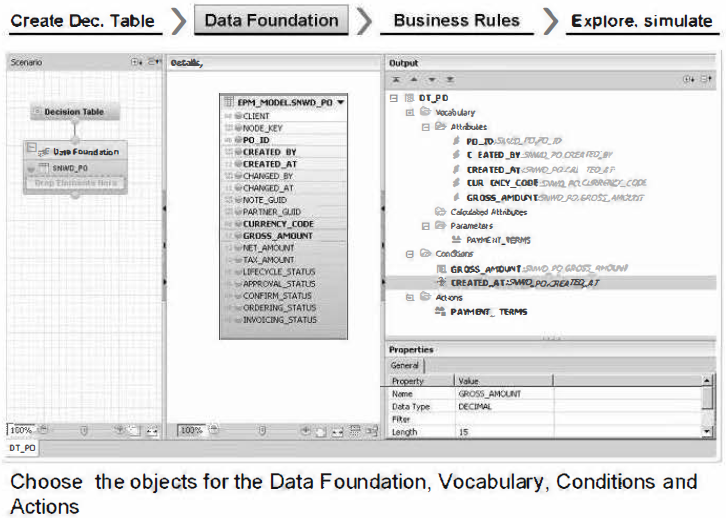 Create Dec. Table
Data Foundation
Business Rules
Explore. simulate
Scenario
Details,
Output
Decision Table
Data Foundation
SNWD_PO
Drop Elements Here
EPM_MODEL.SNWD_PO
CLIENT
NODE_KEY
PO_ID
CREATED_BY
CREATED_AT
CHANGED_BY
CHANGED_AT
NOTE_GUID
PARTNER_GUID
CURRENCY_CODE
GROSS_AMOUNT
NET_AMOUNT
TAX_AMOUNT
LIFECYCLE_STATUS
APPROVAL_STATUS
CONFIRM_STATUS
ORDERING_STATUS
INVOICING_STATUS
DT_PO
Vocabulary
Attributes
PO_ID:SNWD_PO.PO_ID
C EATED_BY:SNWD_PO.CREATED_BY
CREATED_AT:SNWD_PO.CREATED_AT
CUR ENCY_CODE:SNWD_PO.CURRENCY_CODE
GROSS_AMOUNT:SNWD_PO.GROSS_AMOUNT
Calculated Attributes
Parameters
PAYMENT_TERMS
Conditions
GROSS_AMOUNT:SNWD_PO.GROSS_AMOUNT
CREATED_AT:SNWD_PO.CREATED_AT
Actions
PAYMENT_ TERMS
Properties
General
Property Value
Name GROSS_AMOUNT
Data Type DECIMAL
Filter
Length 15
100%
100%
DT_PO
Choose the objects for the Data Foundation, Vocabulary, Conditions and
Actions